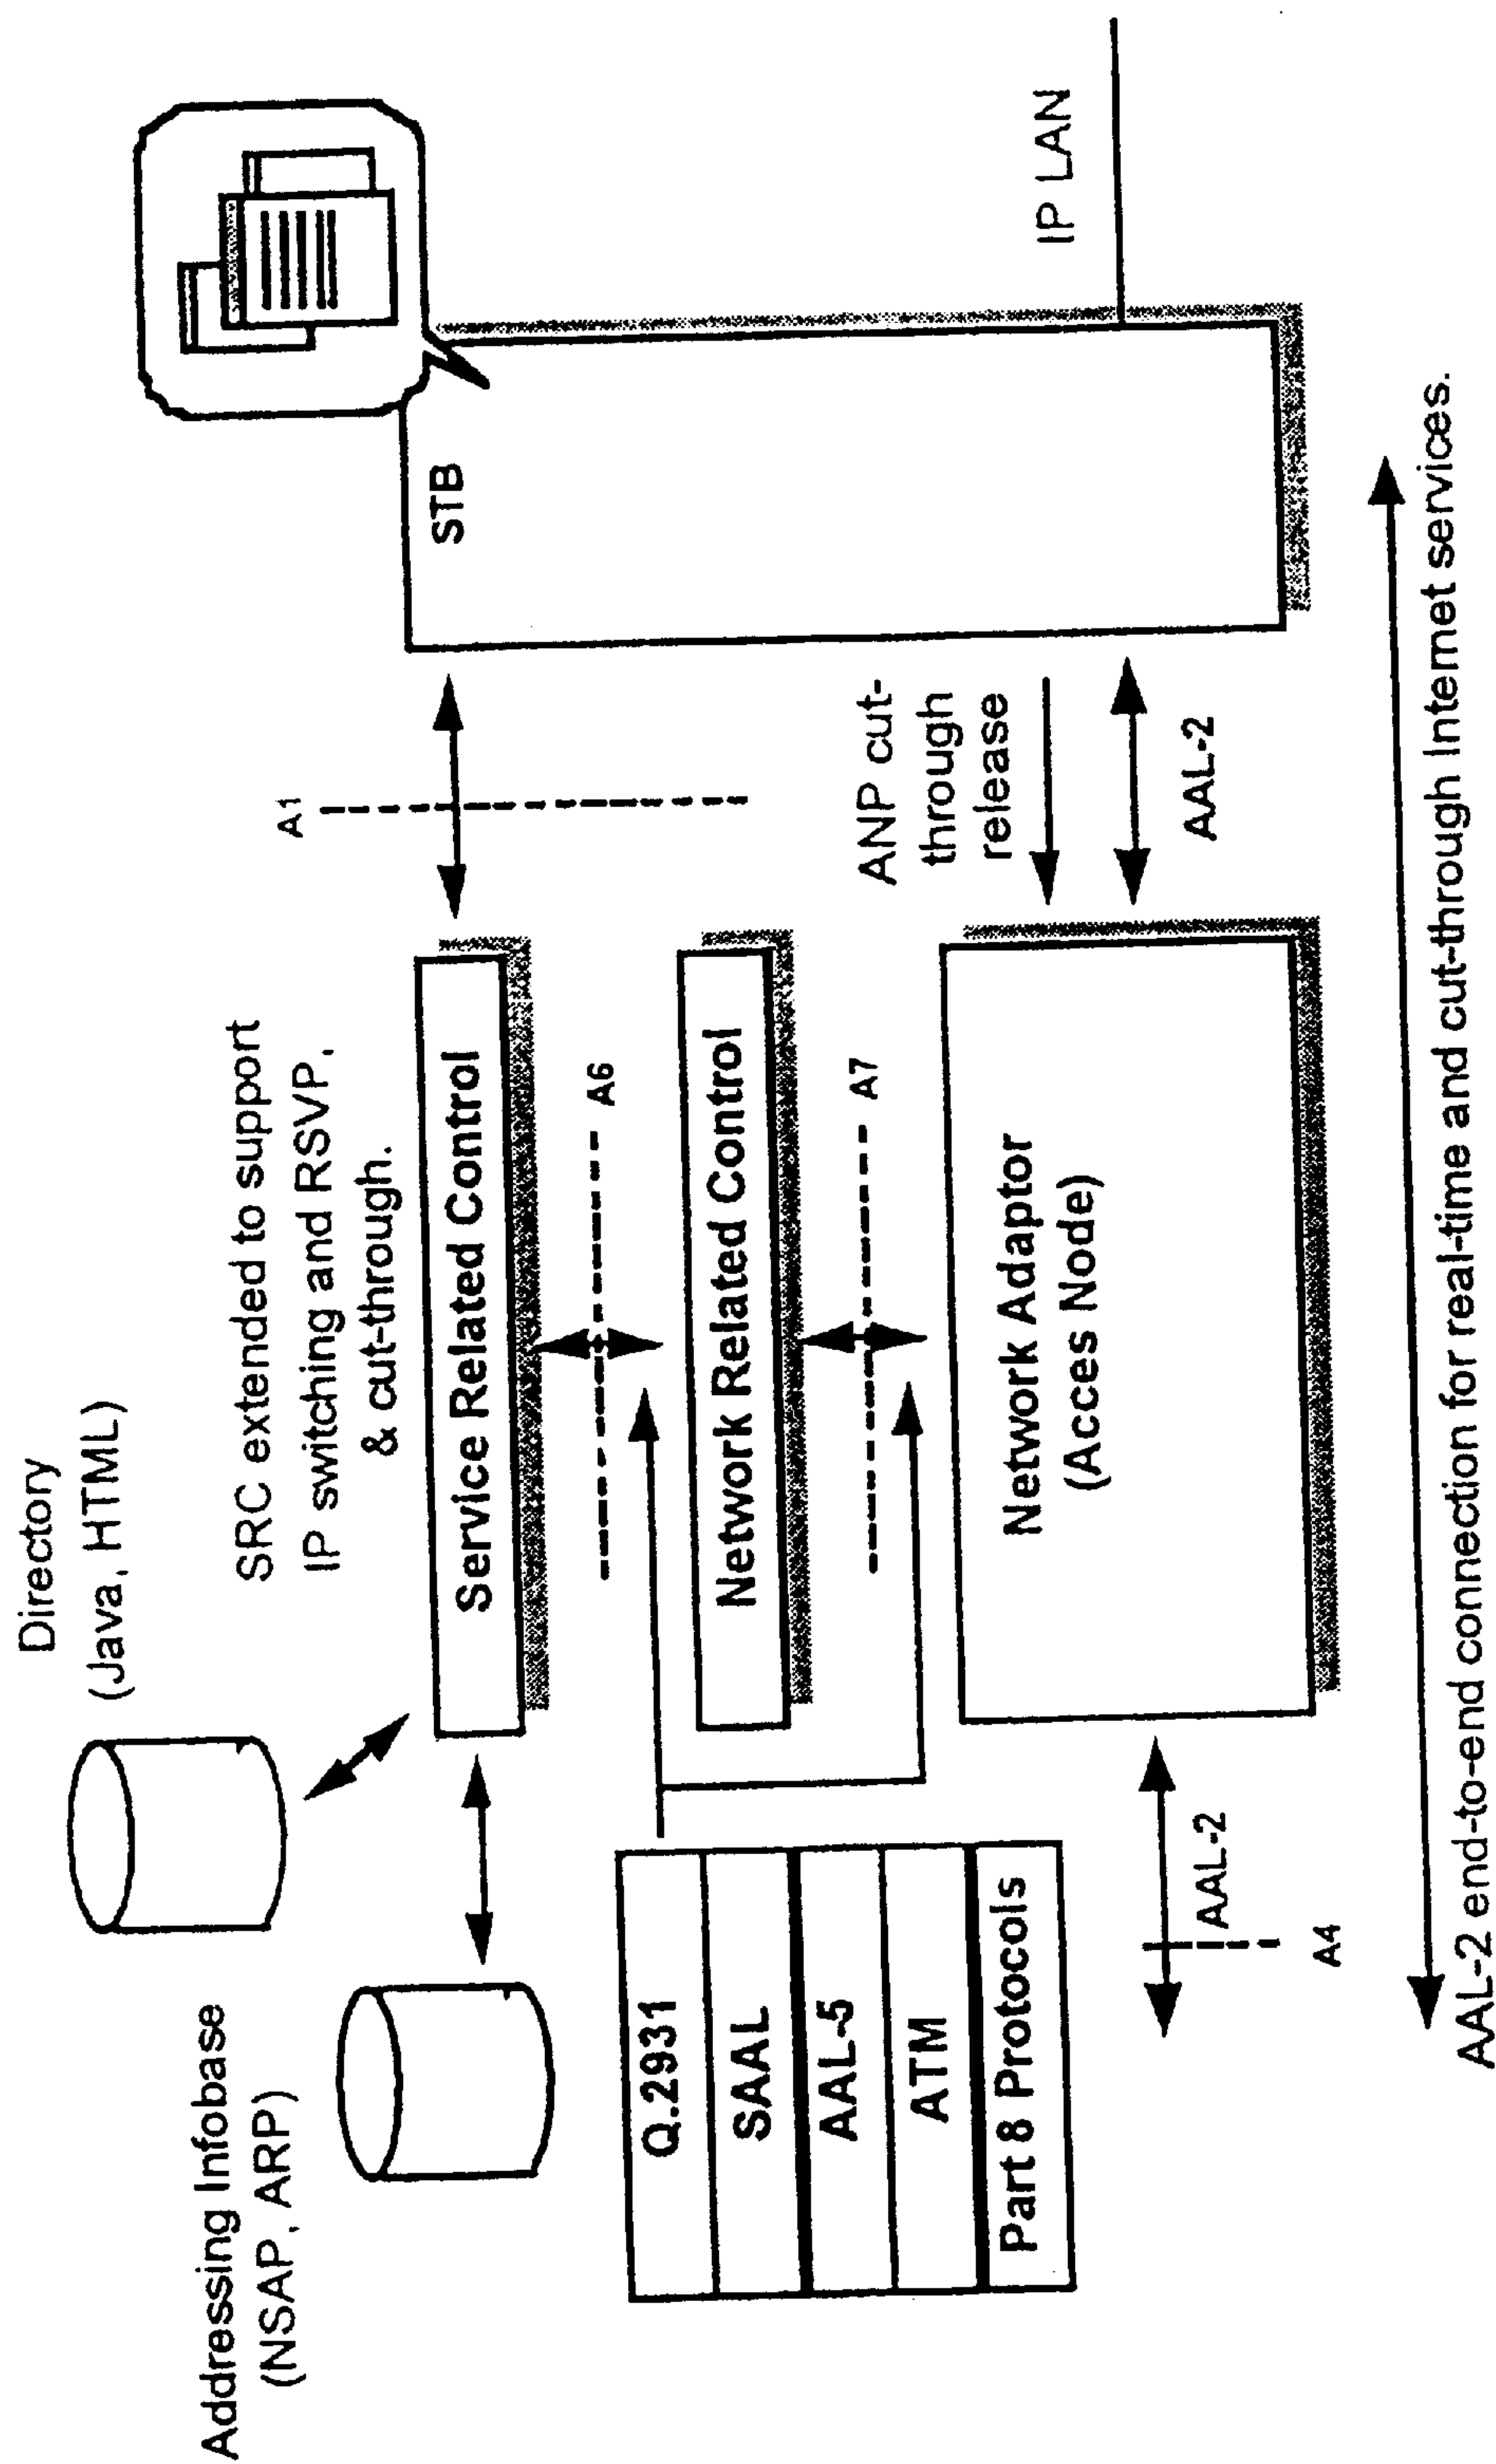 Directory
(Java, HTML)
Addressing Infobase
(NSAP, ARP)
SRC extended to support
IP switching and RSVP,
& cut-through.
A1
Service Related Control
STB
A6
Q.2931
SAAL
AAL-5
ATM
Part 8 Protocols
Network Related Control
A7
ANP cut-
through
release
Network Adaptor
(Acces Node)
AAL-2
AAL-2
A4
IP LAN
AAL-2 end-to-end connection for real-time and cut-through Internet services.